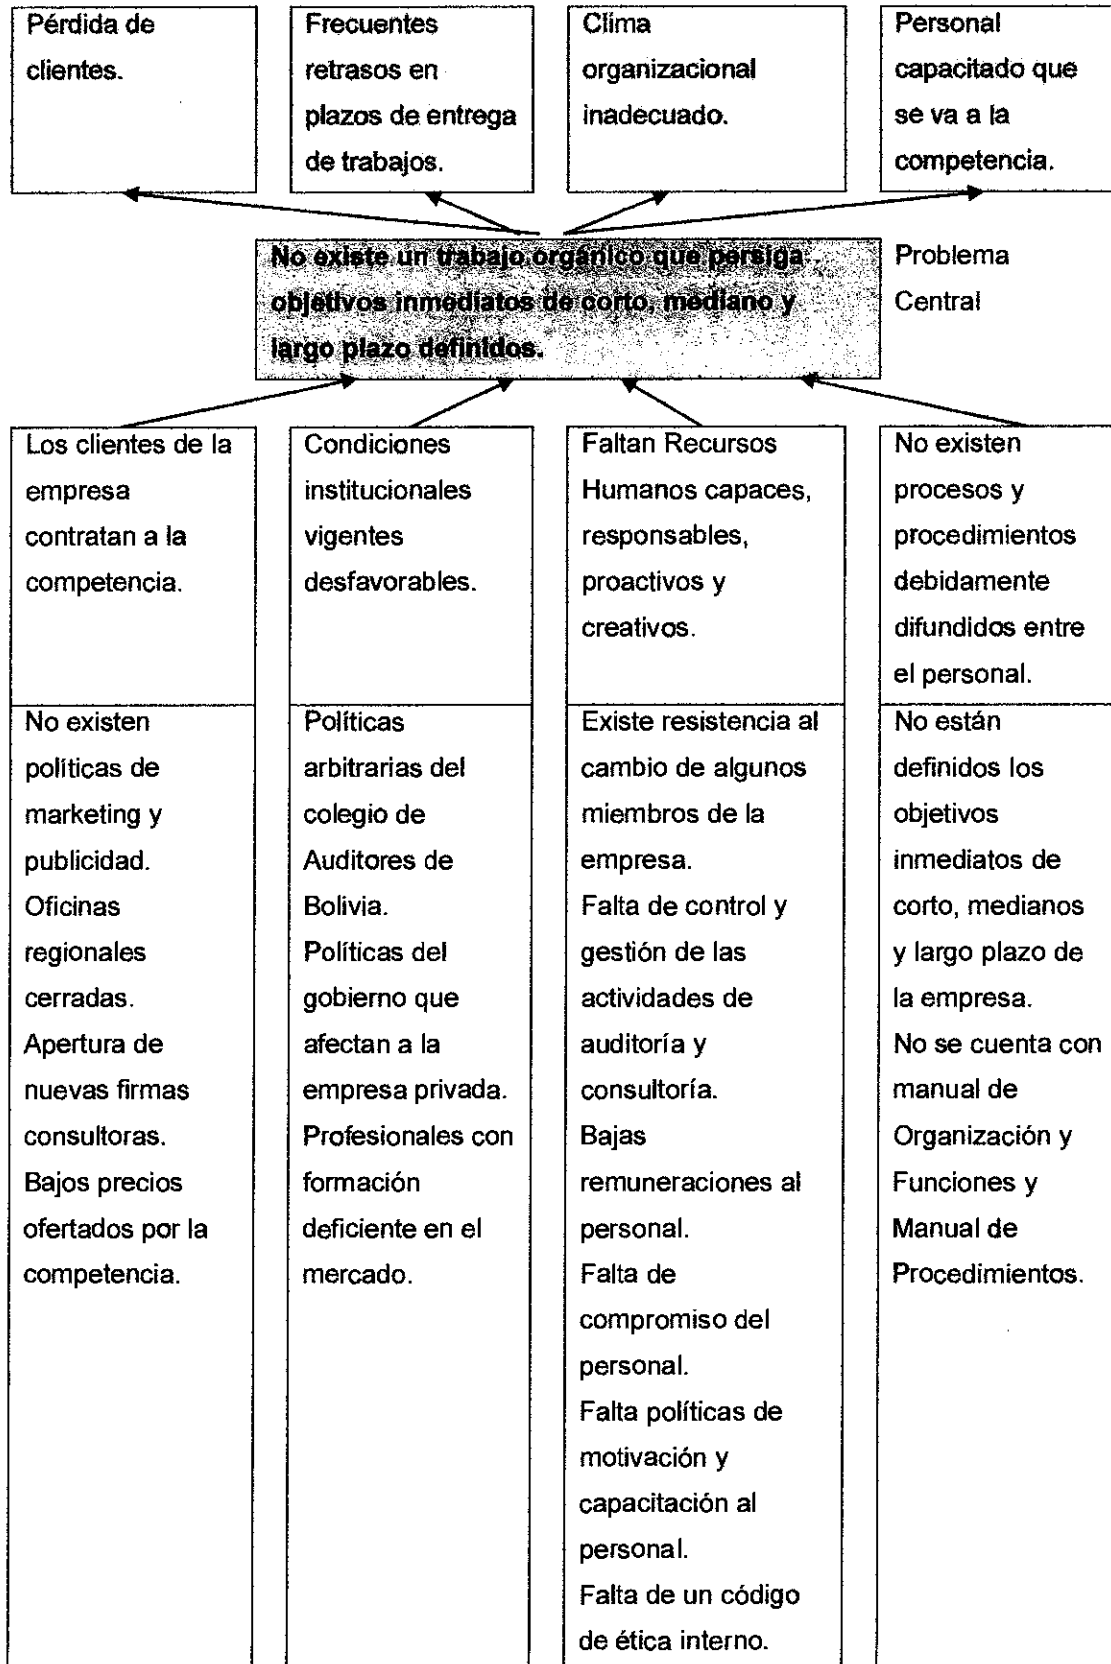 Pérdida de
clientes.
Frecuentes
retrasos en
plazos de entrega
de trabajos.
Clima
organizacional
inadecuado.
Personal
capacitado que
se va a la
competencia.
No existe un trabajo orgánico que persiga
objetivos inmediatos de corto, mediano y
largo plazo definidos.
Problema
Central
Los clientes de la
empresa
contratan a la
competencia.
Condiciones
institucionales
vigentes
desfavorables.
Faltan Recursos
Humanos capaces,
responsables,
proactivos y
creativos.
No existen
procesos y
procedimientos
debidamente
difundidos entre
el personal.
No existen
políticas de
marketing y
publicidad.
Oficinas
regionales
cerradas.
Apertura de
nuevas firmas
consultoras.
Bajos precios
ofertados por la
competencia.
Políticas
arbitrarias del
colegio de
Auditores de
Bolivia.
Políticas del
gobierno que
afectan a la
empresa privada.
Profesionales con
formación
deficiente en el
mercado.
Existe resistencia al
cambio de algunos
miembros de la
empresa.
Falta de control y
gestión de las
actividades de
auditoría y
consultoría.
Bajas
remuneraciones al
personal.
Falta de
compromiso del
personal.
Falta políticas de
motivación y
capacitación al
personal.
Falta de un código
de ética interno.
No están
definidos los
objetivos
inmediatos de
corto, medianos
y largo plazo de
la empresa.
No se cuenta con
manual de
Organización y
Funciones y
Manual de
Procedimientos.